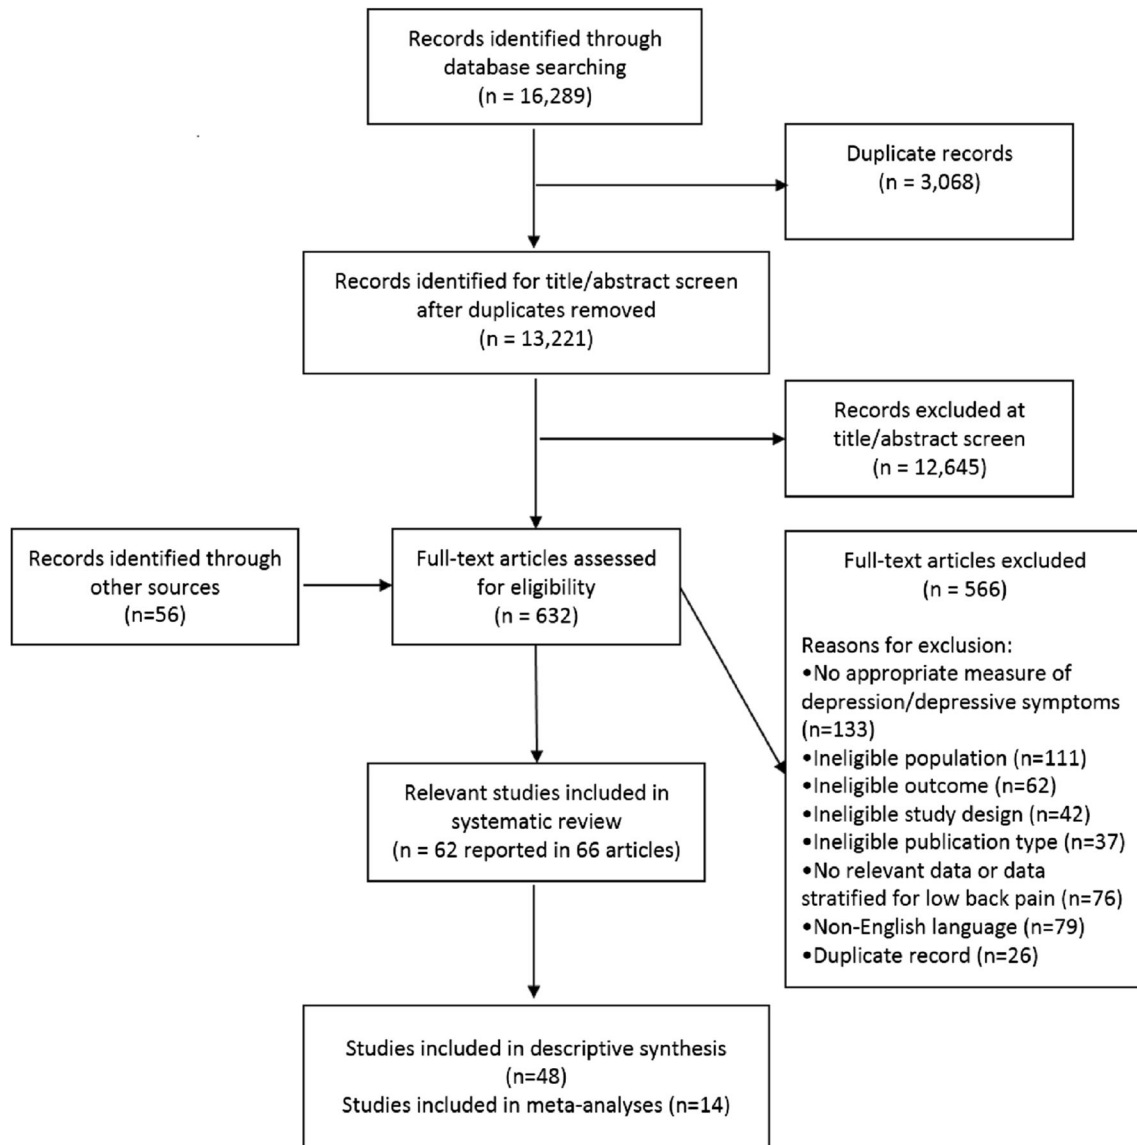 Records identified through
database searching
(n = 16,289)
Duplicate records
(n = 3,068)
Records identified for title/abstract screen
after duplicates removed
(n = 13,221)
Records excluded at
title/abstract screen
(n = 12,645)
Records identified through
other sources
(n=56)
Full-text articles assessed
for eligibility
(n = 632)
Full-text articles excluded
(n = 566)
Reasons for exclusion:
•No appropriate measure of
depression/depressive symptoms
(n=133)
•Ineligible population (n=111)
•Ineligible outcome (n=62)
•Ineligible study design (n=42)
•Ineligible publication type (n=37)
•No relevant data or data
stratified for low back pain (n=76)
•Non-English language (n=79)
•Duplicate record (n=26)
Relevant studies included in
systematic review
(n = 62 reported in 66 articles)
Studies included in descriptive synthesis
(n=48)
Studies included in meta-analyses (n=14)